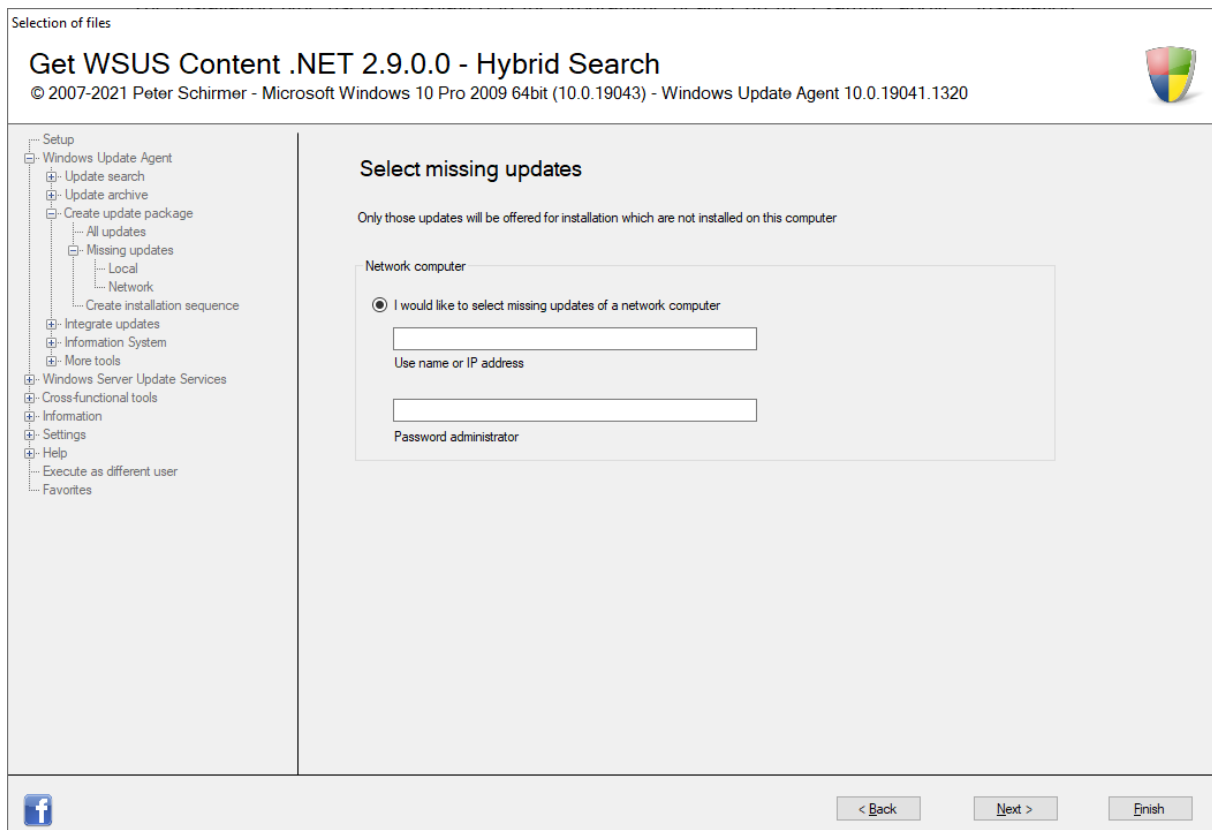 Selection of files
Get WSUS Content .NET 2.9.0.0 - Hybrid Search
© 2007-2021 Peter Schirmer - Microsoft Windows 10 Pro 2009 64bit (10.0.19043) - Windows Update Agent 10.0.19041.1320
Setup
Windows Update Agent
Update search
Update archive
Create update package
All updates
Missing updates
Local
Network
Create installation sequence
Integrate updates
Information System
More tools
Windows Server Update Services
Cross-functional tools
Information
Settings
Help
Execute as different user
Favorites
Select missing updates
Only those updates will be offered for installation which are not installed on this computer
Network computer
I would like to select missing updates of a network computer
Use name or IP address
Password administrator
f
< Back
Next >
Finish